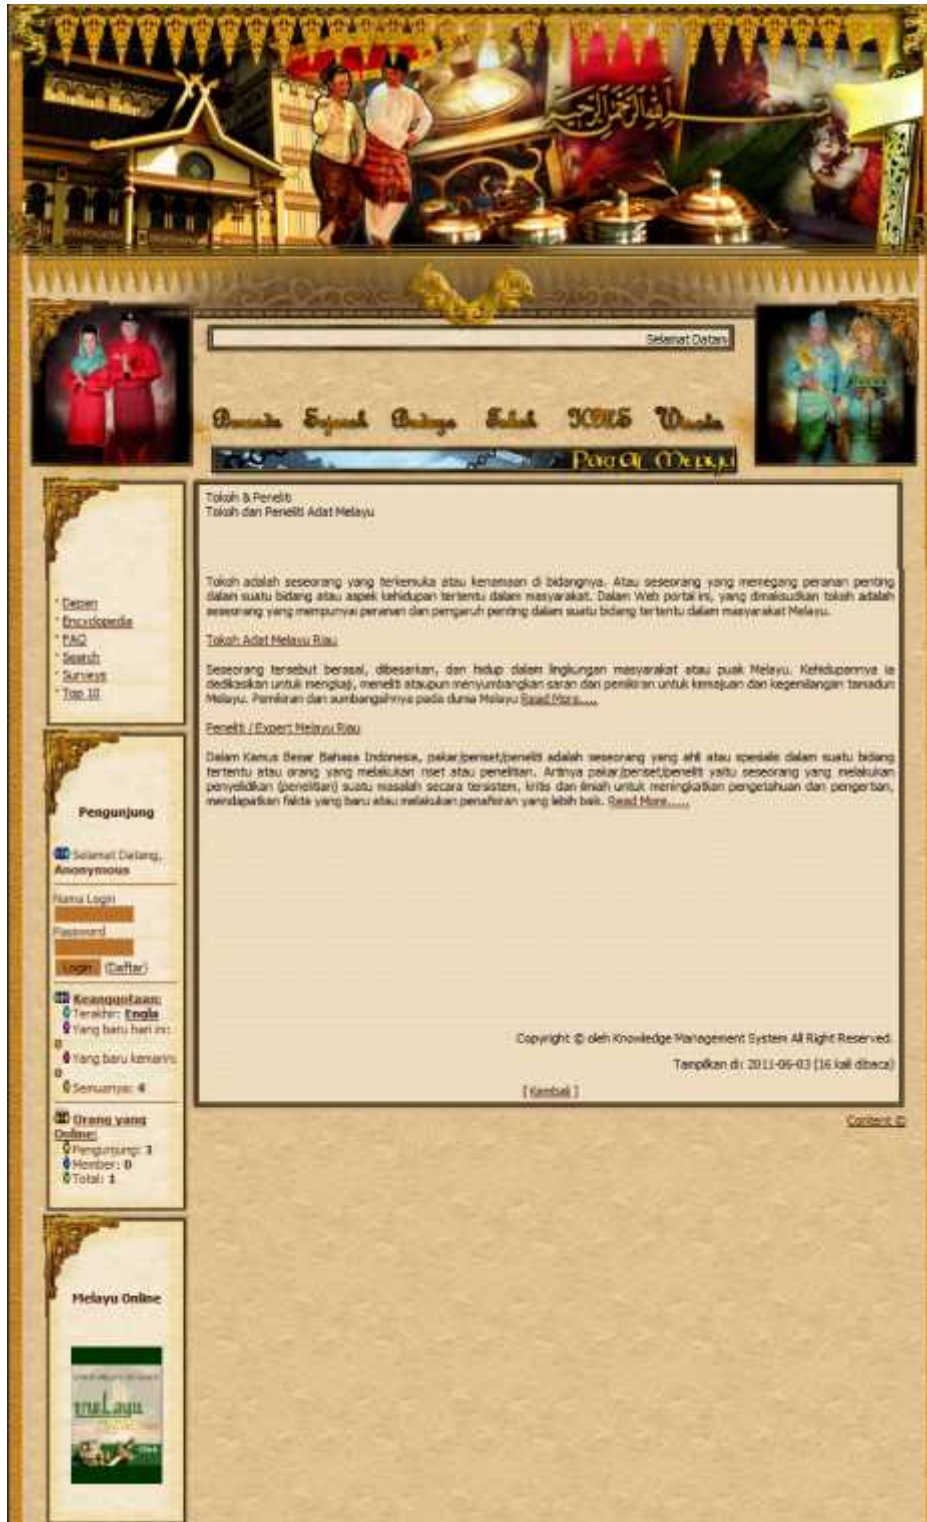 Selamat Datan
Beranda Sejarah Budaya Tokoh KMS Wisata
Tokoh & Peneliti
Tokoh dan Peneliti Adat Melayu
Tokoh adalah seseorang yang terkemuka atau kenamaan di bidangnya. Atau seseorang yang memegang peranan penting
dalam suatu bidang atau aspek kehidupan tertentu dalam masyarakat. Dalam Web portal ini, yang dimaksudkan tokoh adalah
seseorang yang mempunyai peranan dan pengaruh penting dalam suatu bidang tertentu dalam masyarakat Melayu.
Tokoh Adat Melayu Riau
Seseorang tersebut berasal, dibesarkan, dan hidup dalam lingkungan masyarakat atau puak Melayu. Kehidupannya ia
dedikasikan untuk mengkaji, meneliti ataupun menyumbangkan saran dan pemikiran untuk kemajuan dan kegemilangan tamadun
Melayu. Pemikiran dan sumbangsihnya pada dunia Melayu Read More.....
Peneliti / Expert Melayu Riau
Dalam Kamus Besar Bahasa Indonesia, pakar/periset/peneliti adalah seseorang yang ahli atau spesialis dalam suatu bidang
tertentu atau orang yang melakukan riset atau penelitian. Artinya pakar/periset/peneliti yaitu seseorang yang melakukan
penyelidikan (penelitian) suatu masalah secara tersistem, kritis dan ilmiah untuk meningkatkan pengetahuan dan pengertian,
mendapatkan fakta yang baru atau melakukan penafsiran yang lebih baik. Read More.....
Copyright © oleh Knowledge Management System All Right Reserved.
Tampilkan di: 2011-06-03 (16 kali dibaca)
[ Kembali ]
Content ©
Depan
Encyclopedia
FAQ
Search
Surveys
Top 10
Pengunjung
Selamat Datang,
Anonymous
Nama Login
Password
Login (Daftar)
Keanggotaan:
Terakhir: Engla
Yang baru hari ini:
0
Yang baru kemarin:
0
Semuanya: 4
Orang yang
Online:
Pengunjung: 1
Member: 0
Total: 1
Melayu Online